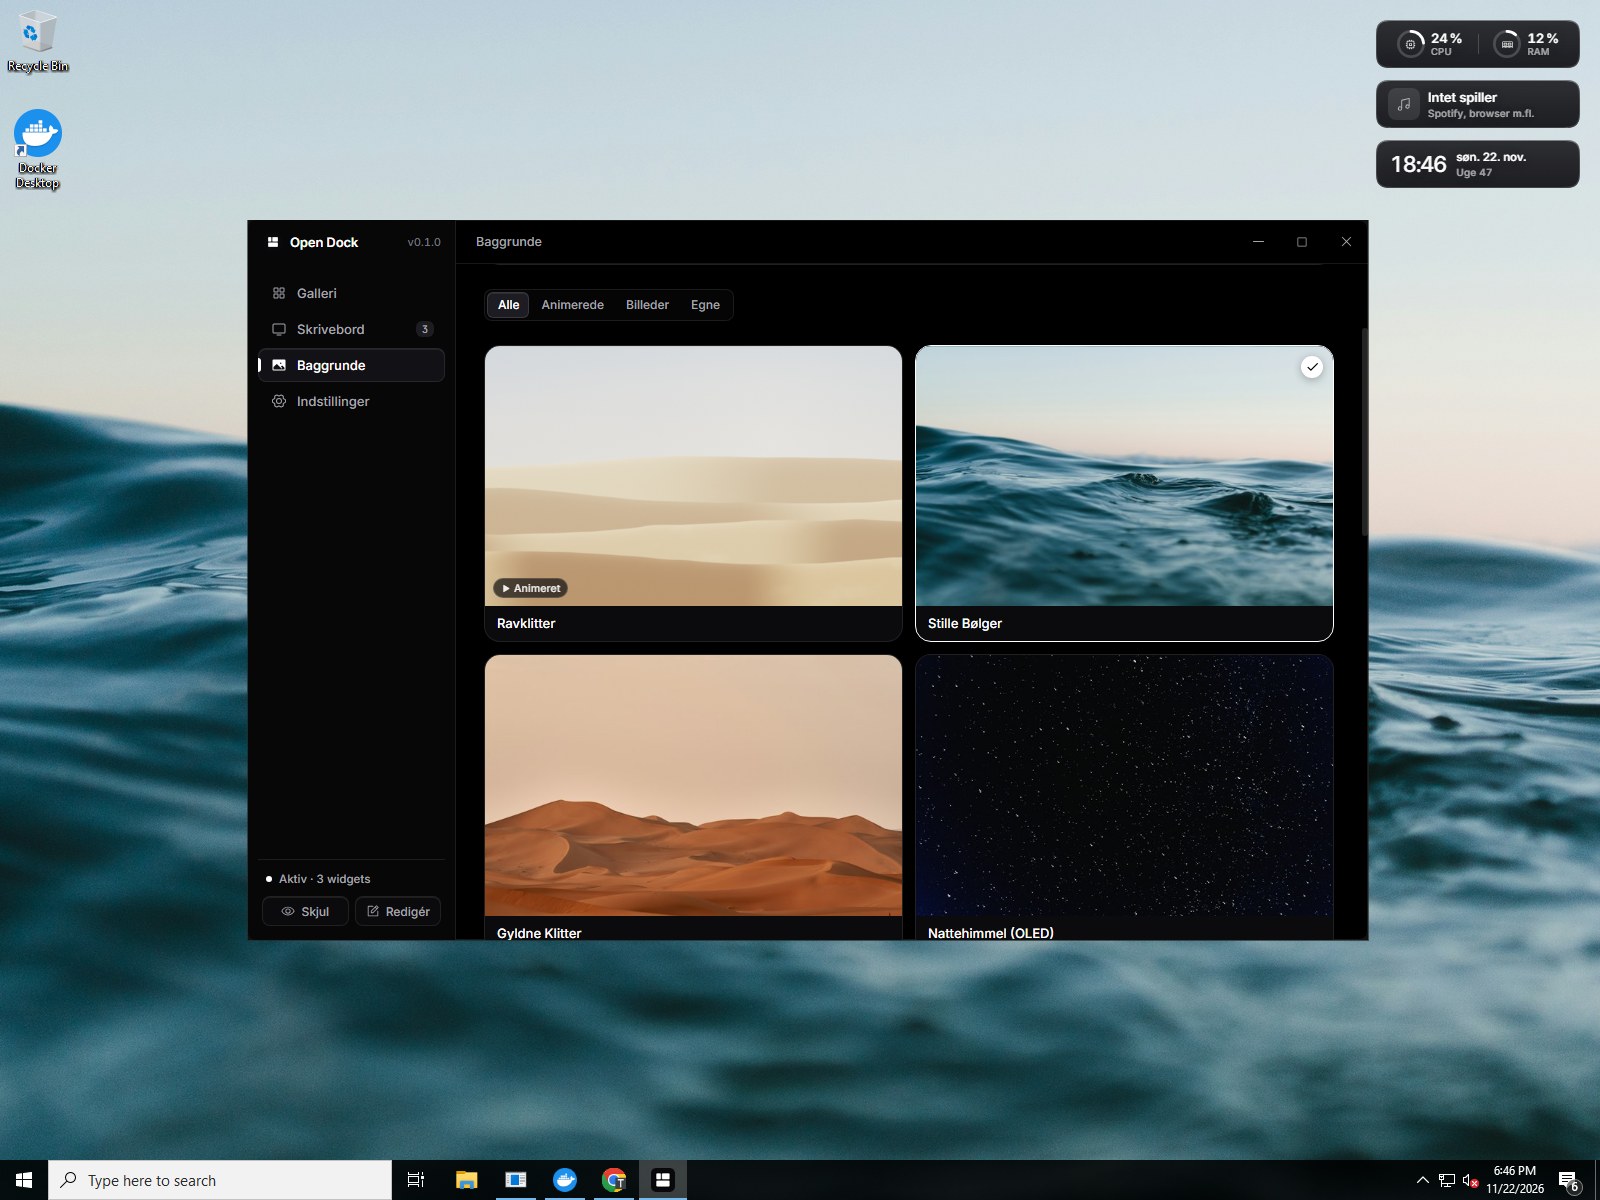 Recycle Bin
Docker
Desktop
24%
CPU
12%
RAM
Intet spiller
Spotify, browser m.fl.
18:46
søn. 22. nov.
Uge 47
Open Dock
v0.1.0
Galleri
Skrivebord
3
Baggrunde
Indstillinger
Aktiv · 3 widgets
Skjul
Redigér
Baggrunde
Alle
Animerede
Billeder
Egne
Animeret
Ravklitter
Stille Bølger
Gyldne Klitter
Nattehimmel (OLED)
Type here to search
T
6:46 PM
11/22/2026
6